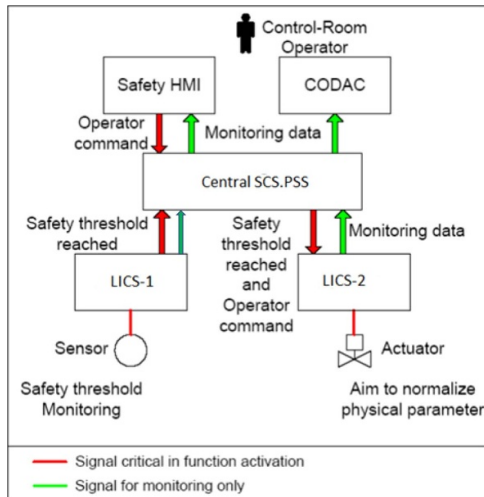 Control-Room
Operator
Safety HMI
CODAC
Operator
command
Monitoring data
Central SCS.PSS
Safety threshold
reached
Safety
threshold
reached
and
Operator
command
Monitoring data
LICS-1
LICS-2
Sensor
Actuator
Safety threshold
Monitoring
Aim to normalize
physical parameter
Signal critical in function activation
Signal for monitoring only